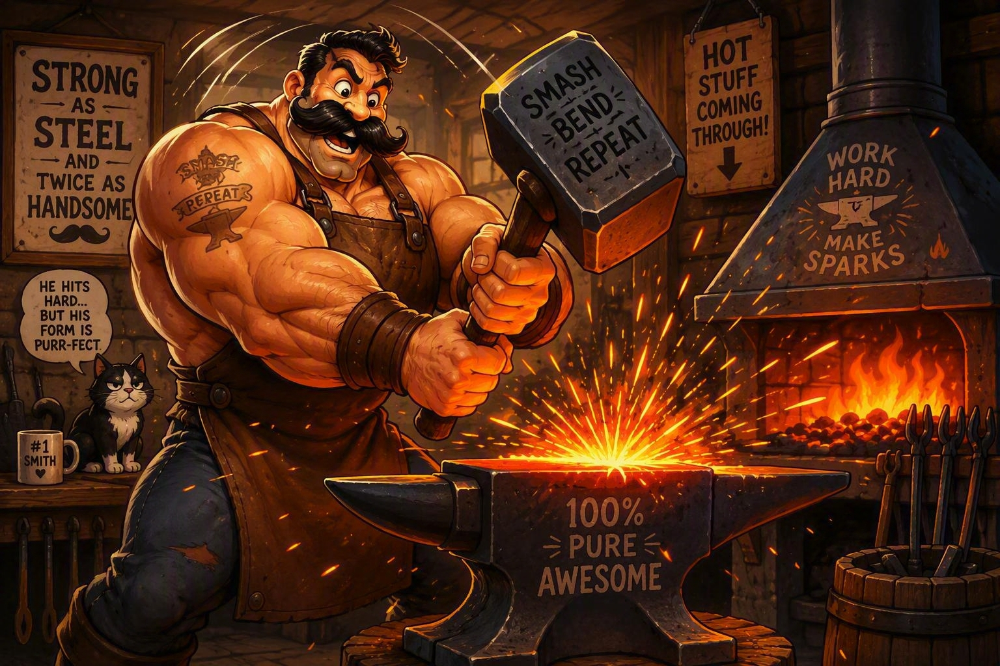 STRONG
AS
STEEL
AND
TWICE AS
HANDSOME
HE HITS
HARD...
BUT HIS
FORM IS
PURR-FECT.
#1
SMITH
SMASH
REPEAT
SMASH
BEND
REPEAT
HOT
STUFF
COMING
THROUGH!
WORK
HARD
MAKE
SPARKS
100%
PURE
AWESOME